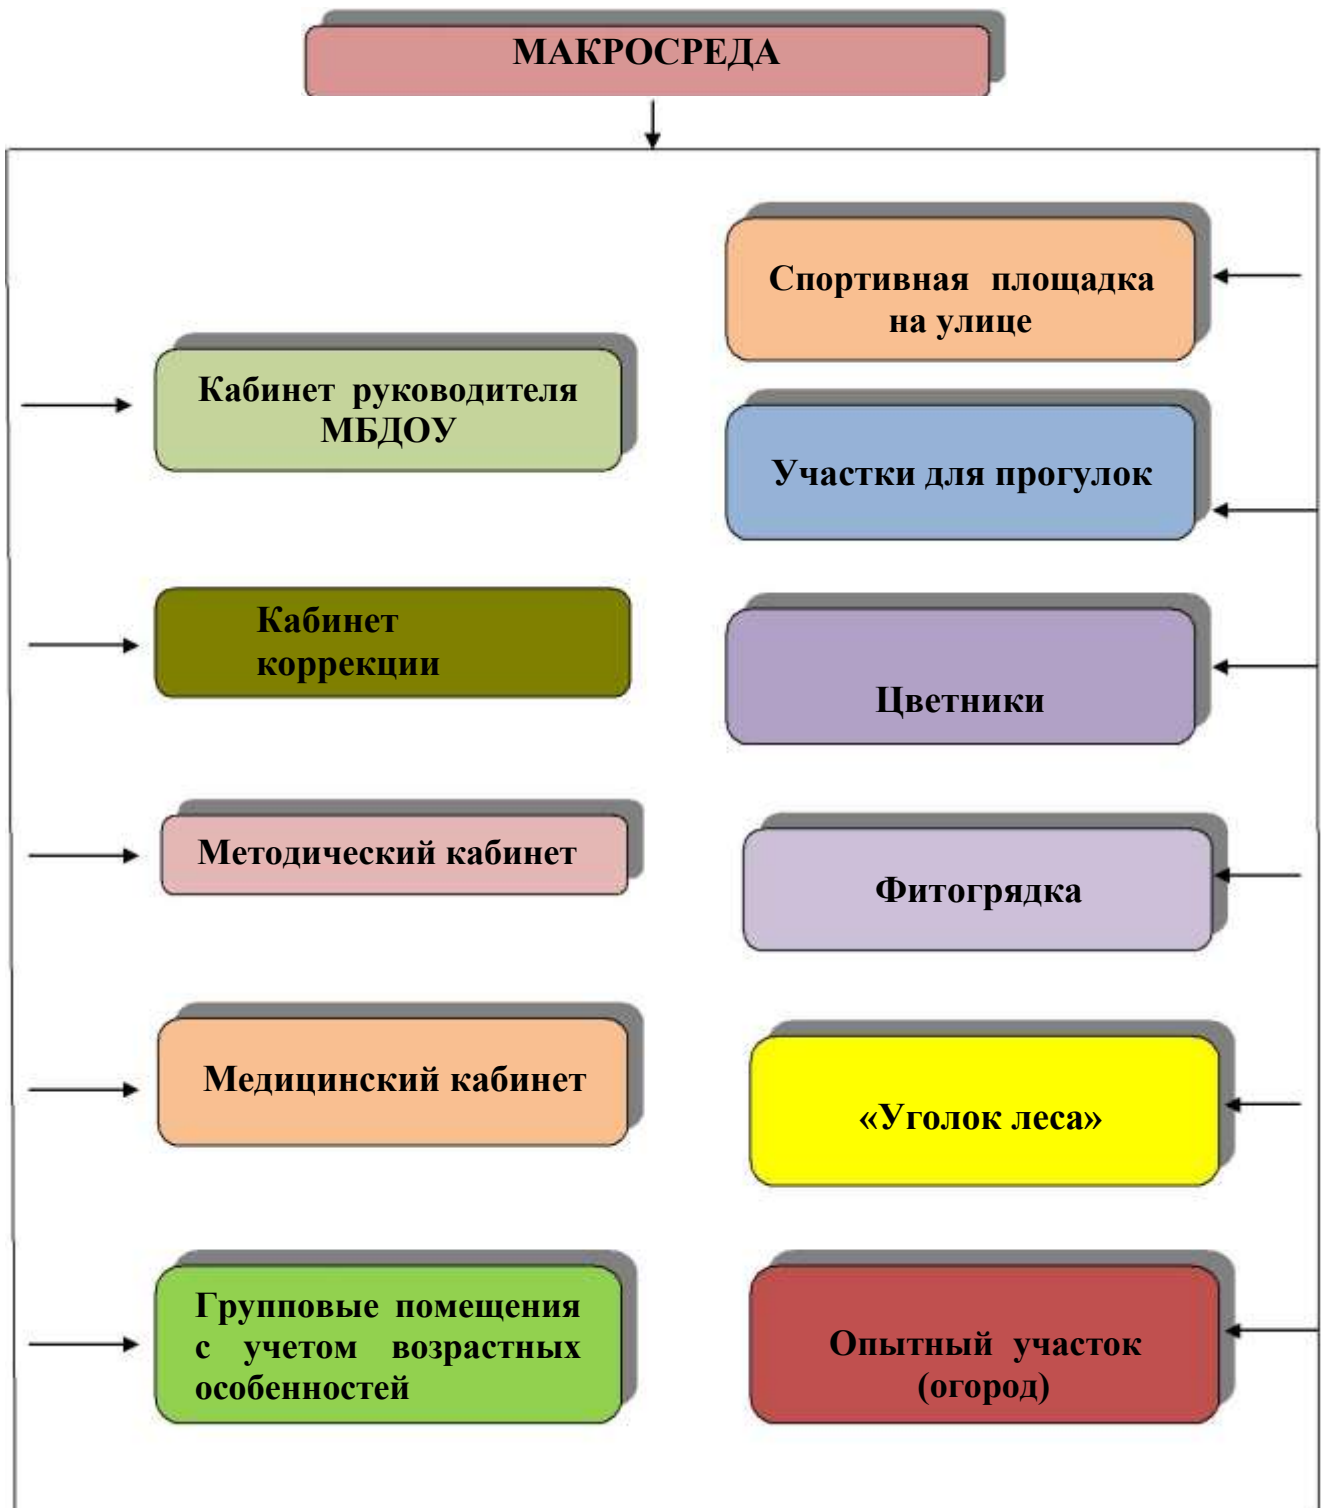 МАКРОСРЕДА
Кабинет руководителя
МБДОУ
Кабинет
коррекции
Методический кабинет
Медицинский кабинет
Групповые помещения
с учетом возрастных
особенностей
Спортивная площадка
на улице
Участки для прогулок
Цветники
Фитогрядка
«Уголок леса»
Опытный участок
(огород)